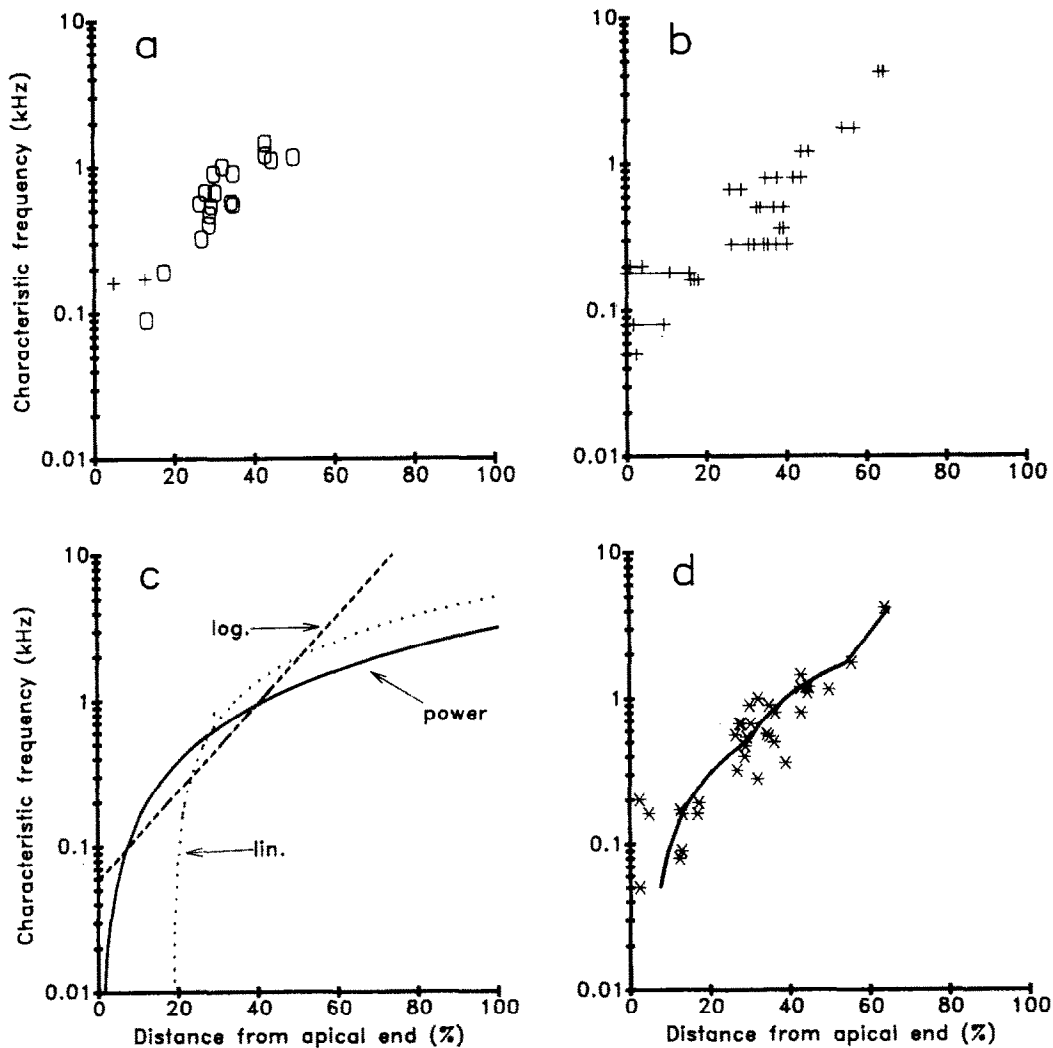 a
10
1
0.1
0.01
0 20 40 60 80 100
Characteristic frequency (kHz)
b
10
1
0.1
0.01
0 20 40 60 80 100
c
10
1
0.1
0.01
0 20 40 60 80 100
log.
power
lin.
Characteristic frequency (kHz)
Distance from apical end (%)
d
10
1
0.1
0.01
0 20 40 60 80 100
Distance from apical end (%)